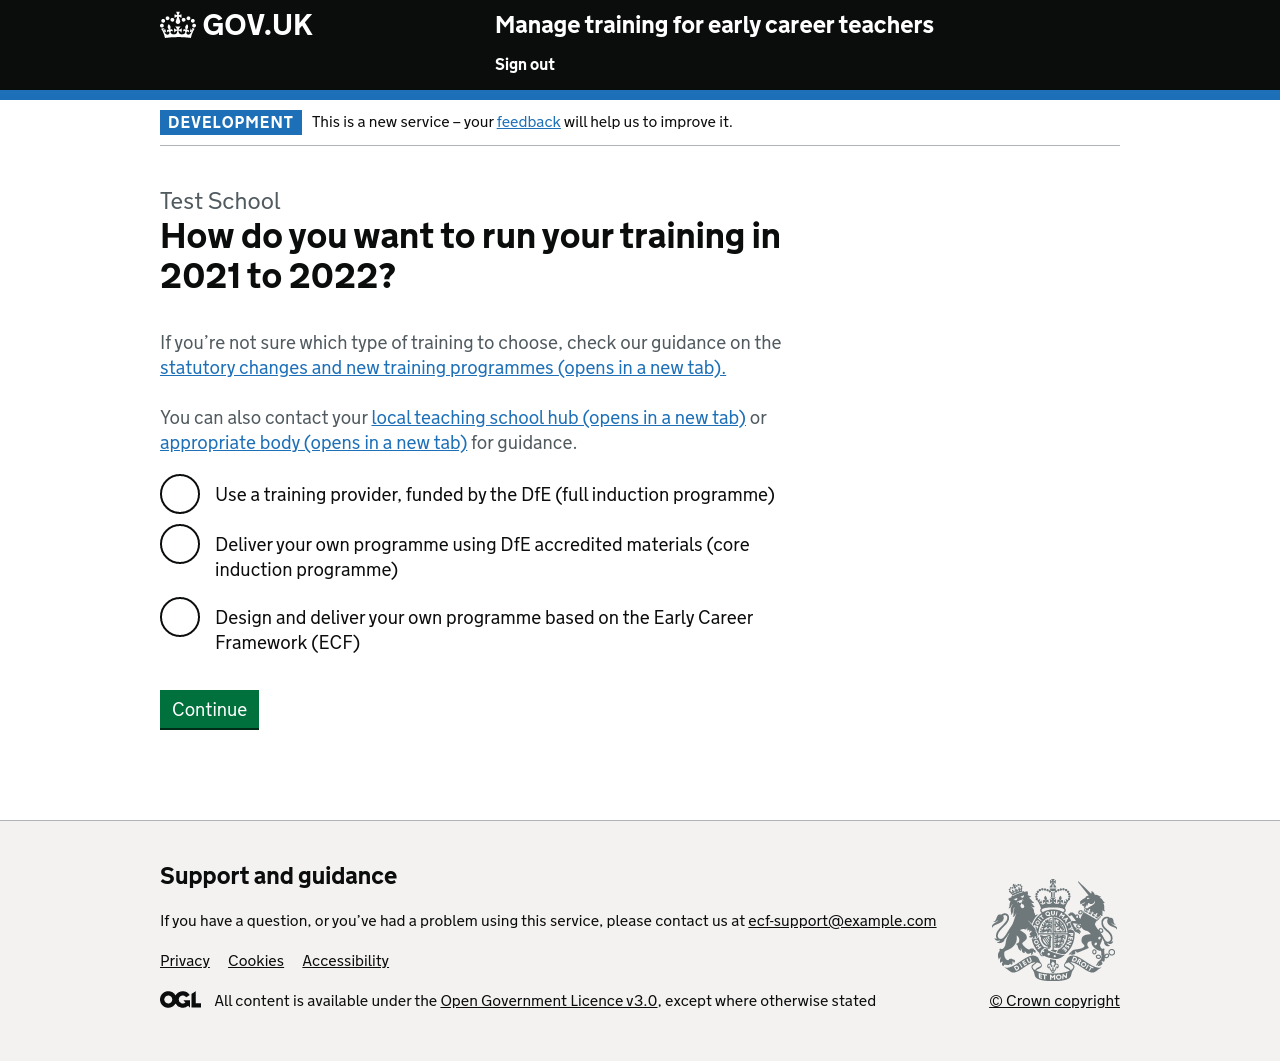 GOV.UK
Manage training for early career teachers
Sign out
DEVELOPMENT This is a new service – your feedback will help us to improve it.
Test School
How do you want to run your training in
2021 to 2022?
If you’re not sure which type of training to choose, check our guidance on the
statutory changes and new training programmes (opens in a new tab).
You can also contact your local teaching school hub (opens in a new tab) or
appropriate body (opens in a new tab) for guidance.
Use a training provider, funded by the DfE (full induction programme)
Deliver your own programme using DfE accredited materials (core
induction programme)
Design and deliver your own programme based on the Early Career
Framework (ECF)
Continue
Support and guidance
If you have a question, or you’ve had a problem using this service, please contact us at ecf-support@example.com
Privacy Cookies Accessibility
OGL All content is available under the Open Government Licence v3.0, except where otherwise stated
© Crown copyright